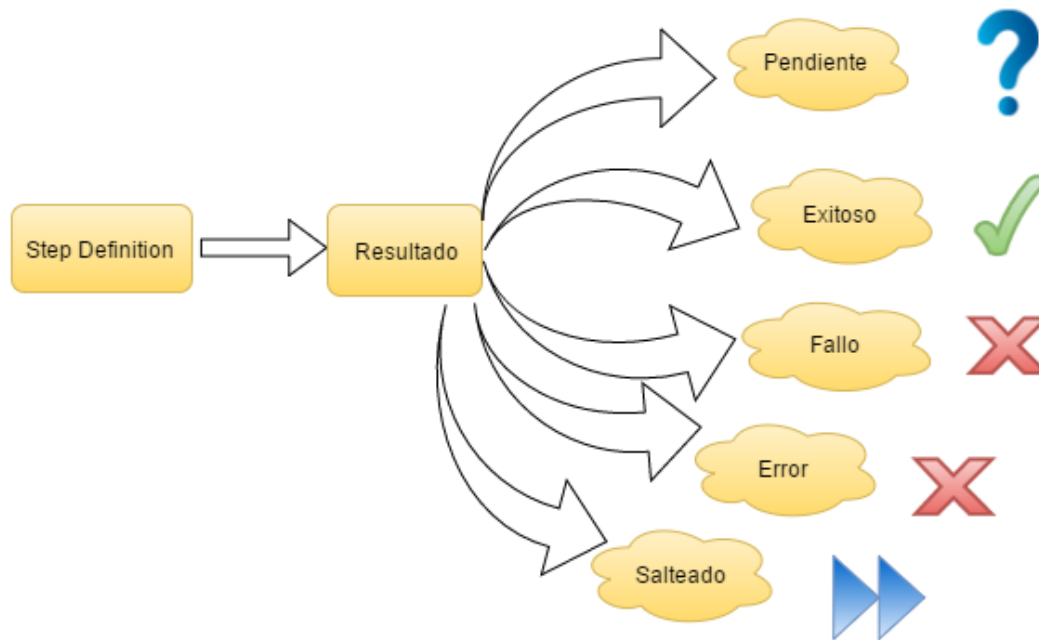 Pendiente
Exitoso
Step Definition
Resultado
Fallo
Error
Salteado